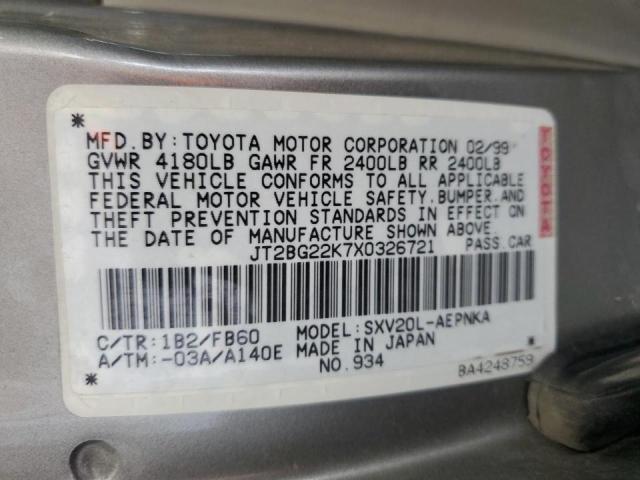 MFD. BY: TOYOTA MOTOR CORPORATION 02/99
GVWR 4180LB GAWR FR 2400LB RR 2400LB
THIS VEHICLE CONFORMS TO ALL APPLICABLE
FEDERAL MOTOR VEHICLE SAFETY, BUMPER, AND
THEFT PREVENTION STANDARDS IN EFFECT ON
THE DATE OF MANUFACTURE SHOWN ABOVE.
JT2BG22K7X0326721 PASS. CAR
C/TR: 1B2/FB60 MODEL: SXV20L-AEPNKA
A/TM: -03A/A140E MADE IN JAPAN
NO. 934 BA4248759
TOYOTA